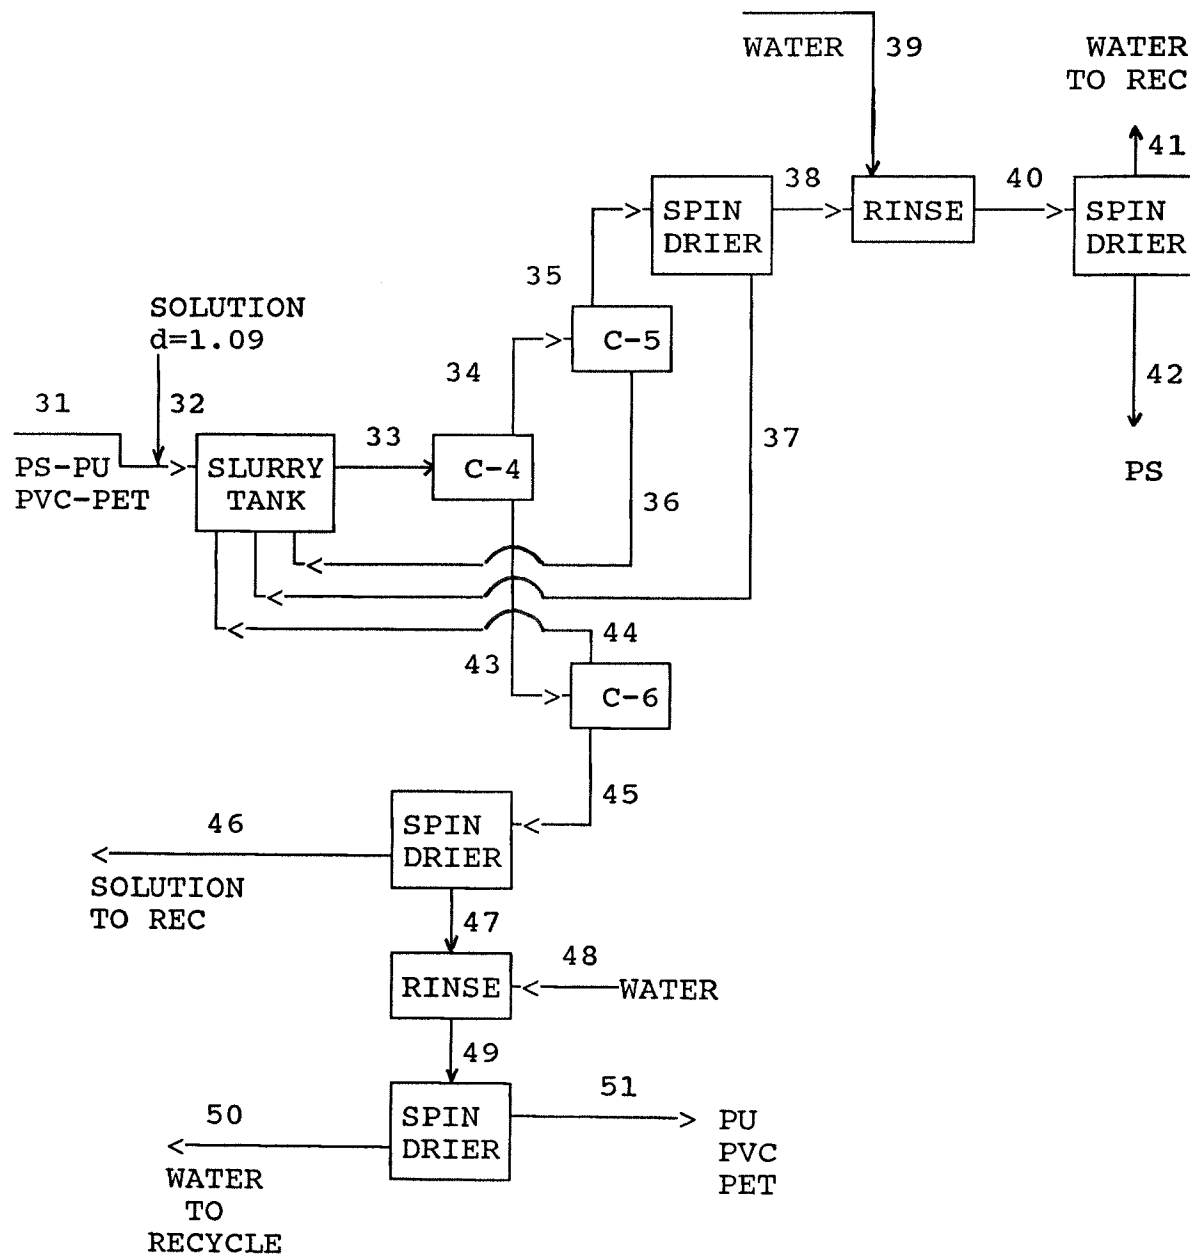 WATER
39
WATER
TO REC
41
38
40
SPIN
DRIER
RINSE
SPIN
DRIER
35
SOLUTION
d=1.09
C-5
34
42
31
32
33
37
PS-PU
PVC-PET
SLURRY
TANK
C-4
PS
36
44
43
C-6
45
46
SPIN
DRIER
SOLUTION
TO REC
47
48
RINSE
WATER
49
51
50
SPIN
DRIER
PU
PVC
PET
WATER
TO
RECYCLE